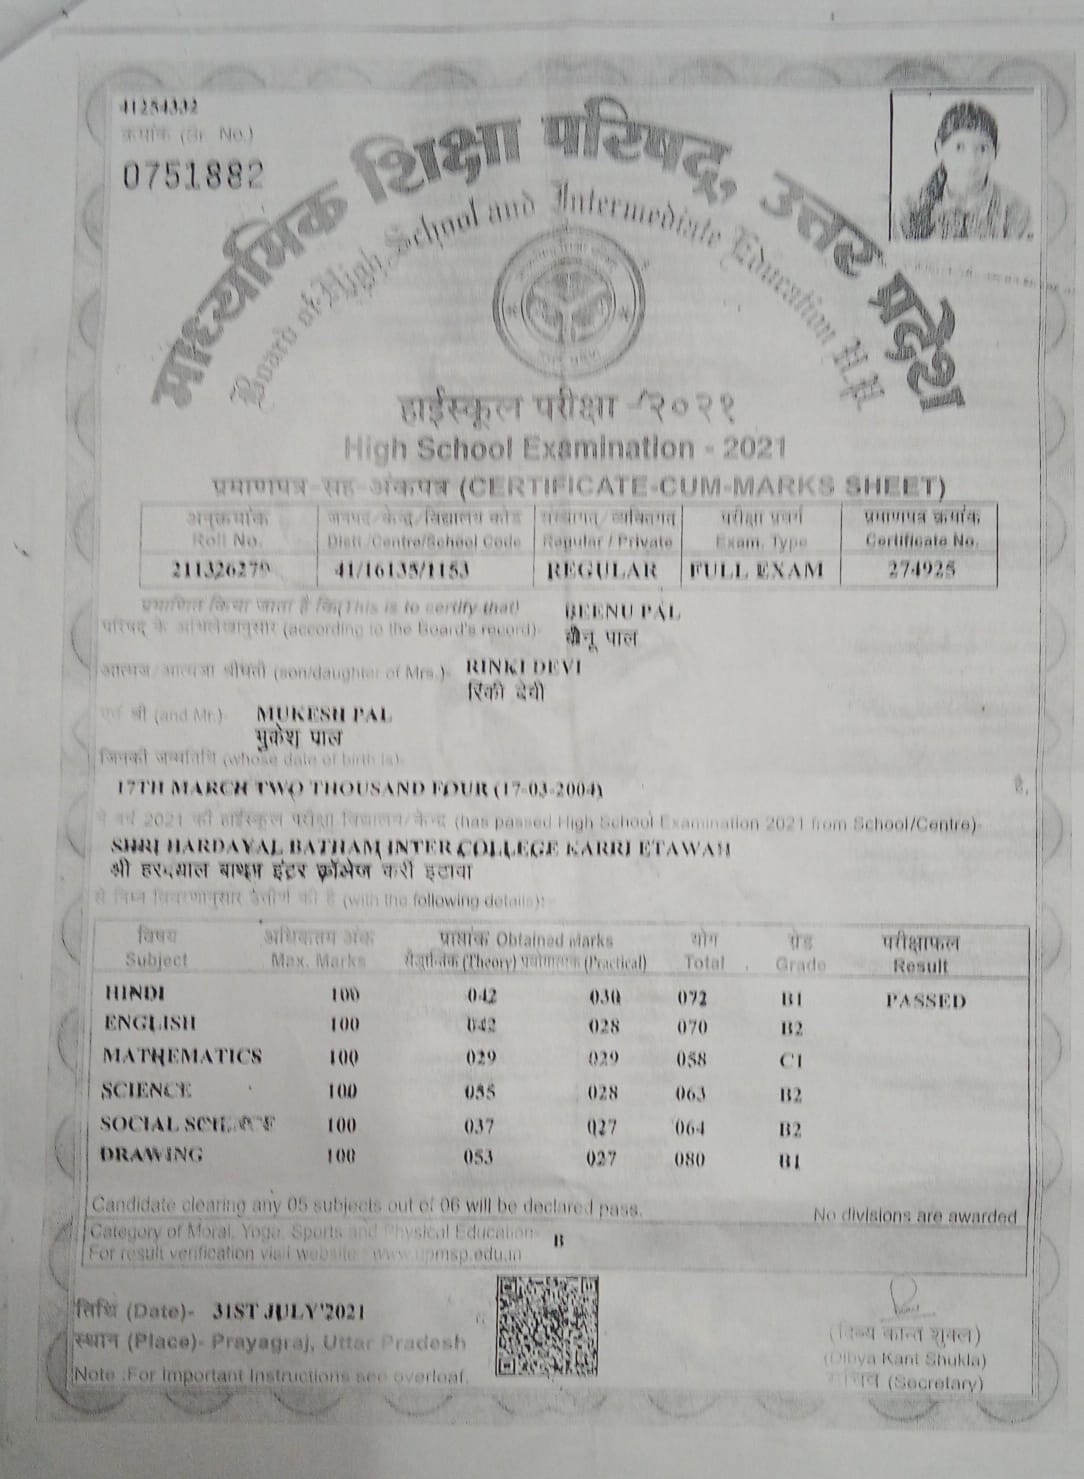 41254332
क्रमांक (Sr. No.)
0751882
माध्यमिक शिक्षा परिषद्, उत्तर प्रदेश
Board of High School and Intermediate Education U.P.
हाईस्कूल परीक्षा - २०२१
High School Examination - 2021
प्रमाणपत्र-सह-अंकपत्र (CERTIFICATE-CUM-MARKS SHEET)
अनुक्रमांक जनपद/केन्द्र/विद्यालय कोड संस्थागत/व्यक्तिगत परीक्षा प्रवर्ग प्रमाणपत्र क्रमांक
Roll No. Distt./Centre/School Code Regular / Private Exam. Type Certificate No.
211326279 41/16135/1153 REGULAR FULL EXAM 274925
प्रमाणित किया जाता है कि(This is to certify that) BEENU PAL
परिषद के अभिलेखानुसार (according to the Board's record)- बीनू पाल
आत्मज/आत्मजा श्रीमती (son/daughter of Mrs.)- RINKI DEVI
रिंकी देवी
एवं श्री (and Mr.)- MUKESH PAL
मुकेश पाल
जिनकी जन्मतिथि (whose date of birth is)-
17TH MARCH TWO THOUSAND FOUR (17-03-2004) है,
ने वर्ष 2021 की हाईस्कूल परीक्षा विद्यालय/केन्द्र (has passed High School Examination 2021 from School/Centre)-
SHRI HARDAYAL BATHAM INTER COLLEGE KARRI ETAWAH
श्री हरदयाल बाथम इंटर कॉलेज कर्री इटावा
से निम्न विवरणानुसार उत्तीर्ण की है (with the following details):-
विषय अधिकतम अंक प्राप्तांक Obtained Marks योग ग्रेड परीक्षाफल
Subject Max. Marks सैद्धान्तिक (Theory) प्रयोगात्मक (Practical) Total Grade Result
HINDI 100 042 030 072 B1 PASSED
ENGLISH 100 042 028 070 B2
MATHEMATICS 100 029 029 058 C1
SCIENCE 100 035 028 063 B2
SOCIAL SCIENCE 100 037 027 064 B2
DRAWING 100 053 027 080 B1
Candidate clearing any 05 subjects out of 06 will be declared pass. No divisions are awarded
Category of Moral, Yoga, Sports and Physical Education- B
For result verification visit website : www.upmsp.edu.in
तिथि (Date)- 31ST JULY'2021
स्थान (Place)- Prayagraj, Uttar Pradesh
Note :For Important Instructions see overleaf.
(दिव्य कान्त शुक्ल)
(Dibya Kant Shukla)
सचिव (Secretary)